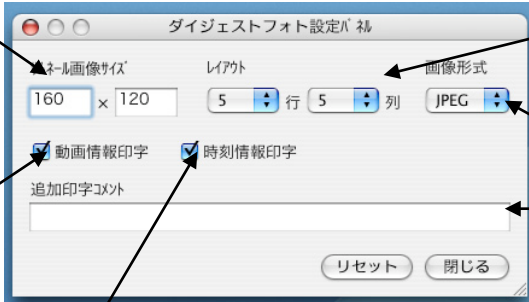 ダイジェストフォト設定パネル
ネール画像サイズ
レイアウト
画像形式
160 × 120
5 行 5 列
JPEG
動画情報印字
時刻情報印字
追加印字コメント
リセット
閉じる